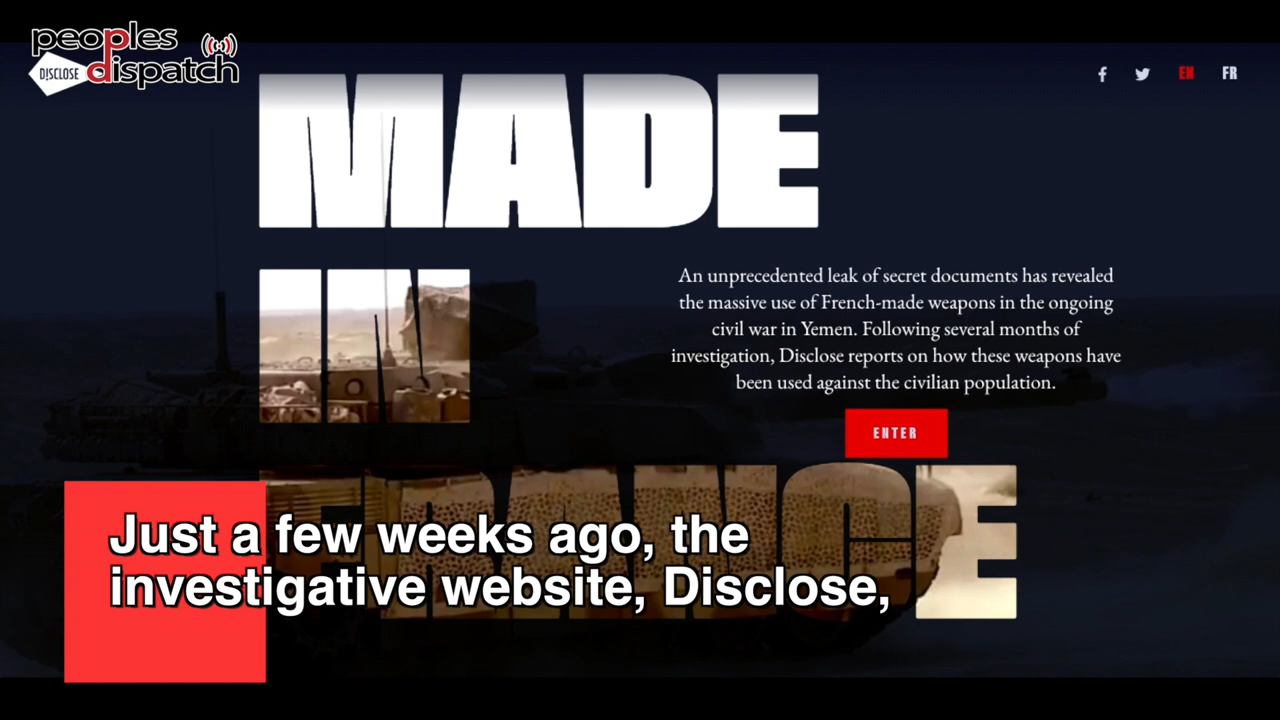 peoples
dispatch
DISCLOSE
EN
FR
MADE
IN
FRANCE
An unprecedented leak of secret documents has revealed
the massive use of French-made weapons in the ongoing
civil war in Yemen. Following several months of
investigation, Disclose reports on how these weapons have
been used against the civilian population.
ENTER
Just a few weeks ago, the
investigative website, Disclose,